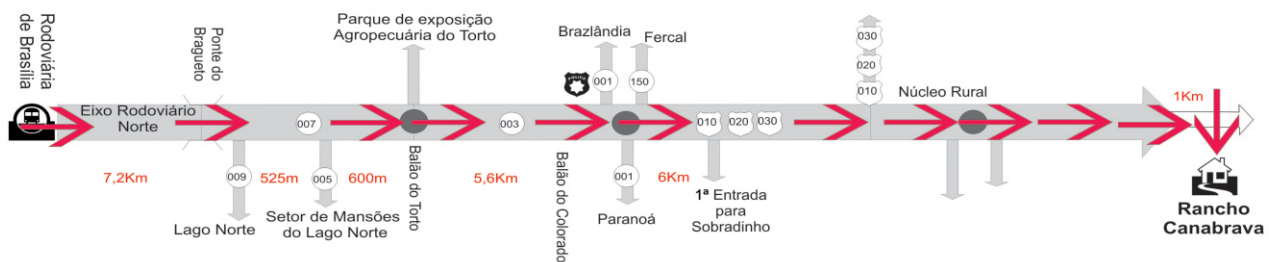 Rodoviária
de Brasília
Eixo Rodoviário
Norte
7,2Km
Ponte do
Bragueto
009
Lago Norte
525m
007
005
Setor de Mansões
do Lago Norte
600m
Parque de exposição
Agropecuária do Torto
Balão do Torto
5,6Km
003
Balão do Colorado
Brazlândia
001
Fercal
150
001
Paranoá
6Km
010 020 030
1ª Entrada
para
Sobradinho
030
020
010
Núcleo Rural
1Km
Rancho
Canabrava